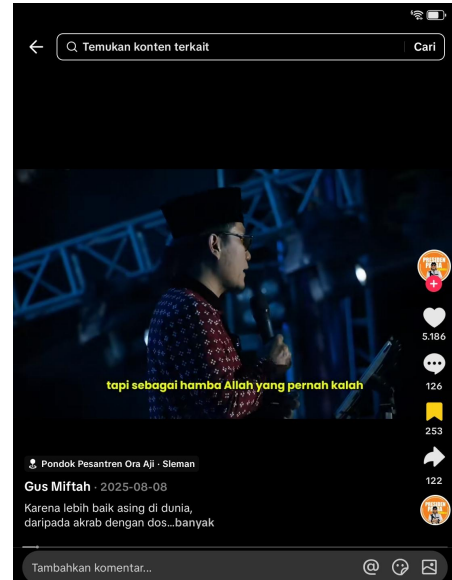 Temukan konten terkait
Cari
PRESIDEN
tapi sebagai hamba Allah yang pernah kalah
5.186
126
253
122
Pondok Pesantren Ora Aji · Sleman
Gus Miftah · 2025-08-08
Karena lebih baik asing di dunia,
daripada akrab dengan dos...banyak
Tambahkan komentar...